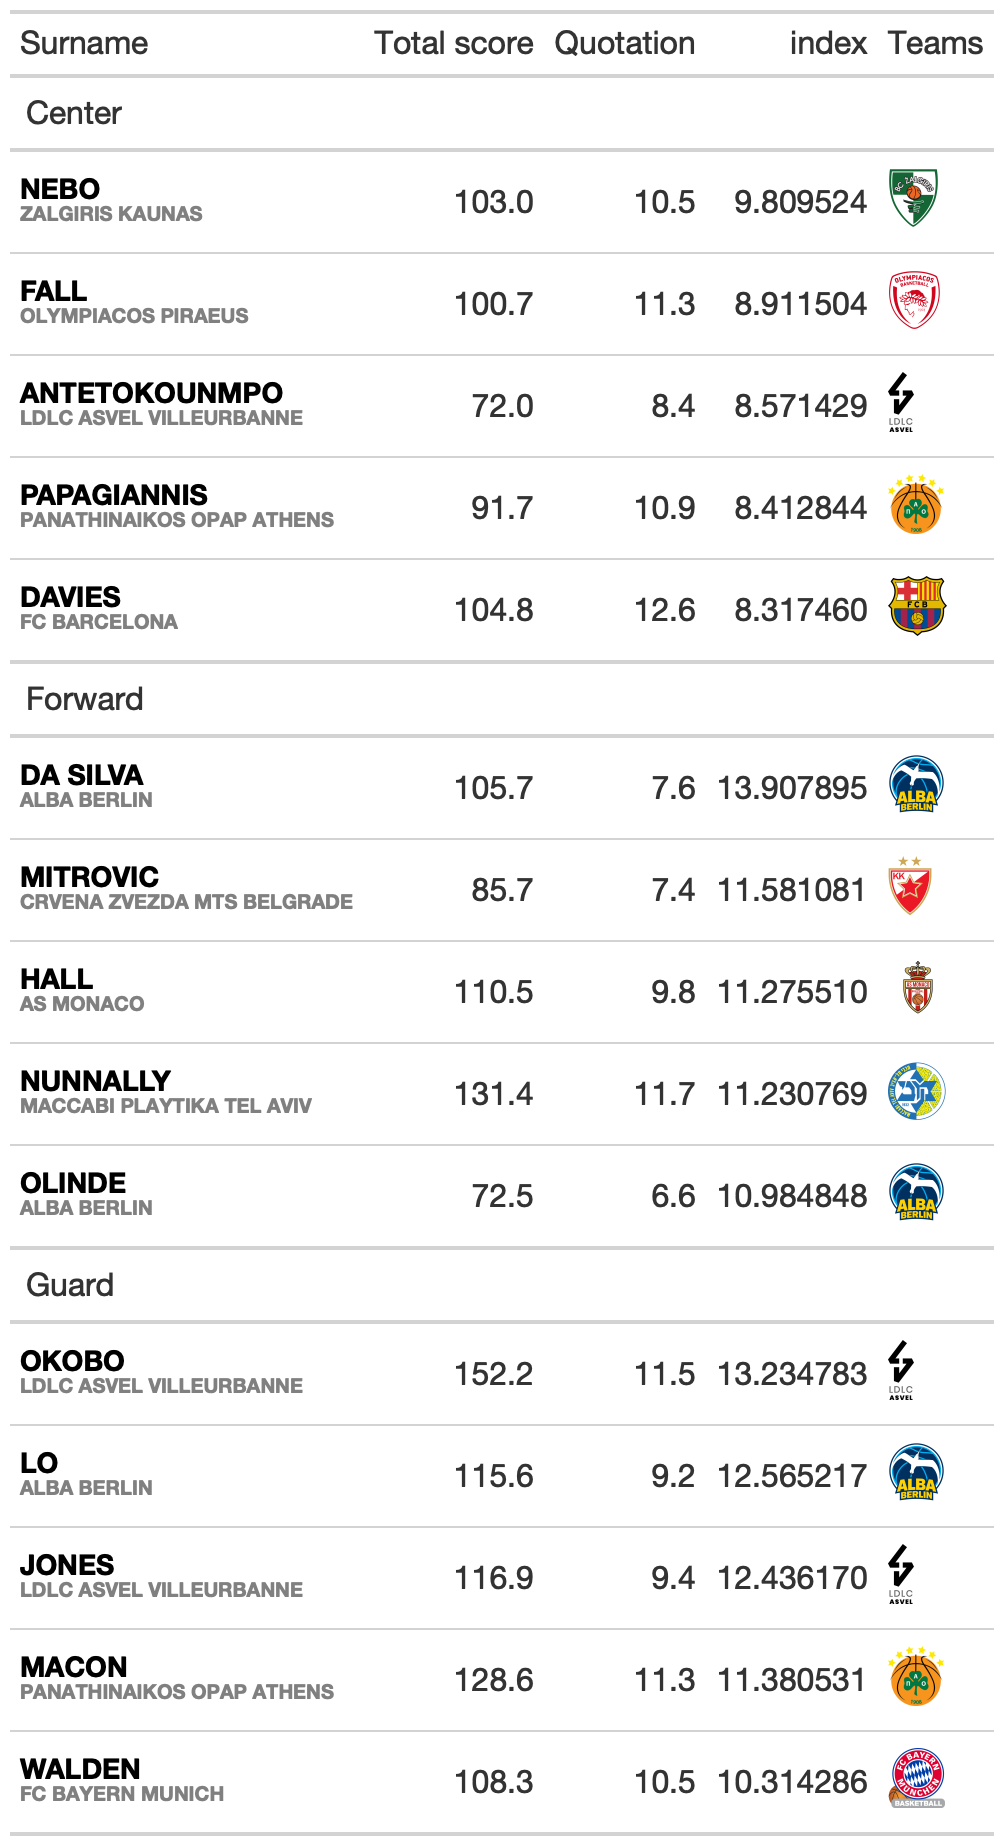 Surname Total score Quotation index Teams
Center
NEBO
ZALGIRIS KAUNAS
103.0 10.5 9.809524
FALL
OLYMPIACOS PIRAEUS
100.7 11.3 8.911504
OLYMPIACOS
BASKETBALL
ANTETOKOUNMPO
LDLC ASVEL VILLEURBANNE
72.0 8.4 8.571429
LDLC
ASVEL
PAPAGIANNIS
PANATHINAIKOS OPAP ATHENS
91.7 10.9 8.412844
DAVIES
FC BARCELONA
104.8 12.6 8.317460
FCB
Forward
DA SILVA
ALBA BERLIN
105.7 7.6 13.907895
ALBA
BERLIN
MITROVIC
CRVENA ZVEZDA MTS BELGRADE
85.7 7.4 11.581081
KK
HALL
AS MONACO
110.5 9.8 11.275510
AS MONACO
NUNNALLY
MACCABI PLAYTIKA TEL AVIV
131.4 11.7 11.230769
OLINDE
ALBA BERLIN
72.5 6.6 10.984848
ALBA
BERLIN
Guard
OKOBO
LDLC ASVEL VILLEURBANNE
152.2 11.5 13.234783
LDLC
ASVEL
LO
ALBA BERLIN
115.6 9.2 12.565217
ALBA
BERLIN
JONES
LDLC ASVEL VILLEURBANNE
116.9 9.4 12.436170
LDLC
ASVEL
MACON
PANATHINAIKOS OPAP ATHENS
128.6 11.3 11.380531
WALDEN
FC BAYERN MUNICH
108.3 10.5 10.314286
FC BAYERN
MÜNCHEN
BASKETBALL